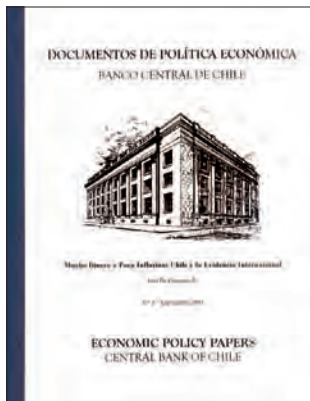 DOCUMENTOS DE POLÍTICA ECONÓMICA
BANCO CENTRAL DE CHILE
Mucho Dinero y Poca Inflación: Chile y la Evidencia Internacional
ECONOMIC POLICY PAPERS
CENTRAL BANK OF CHILE